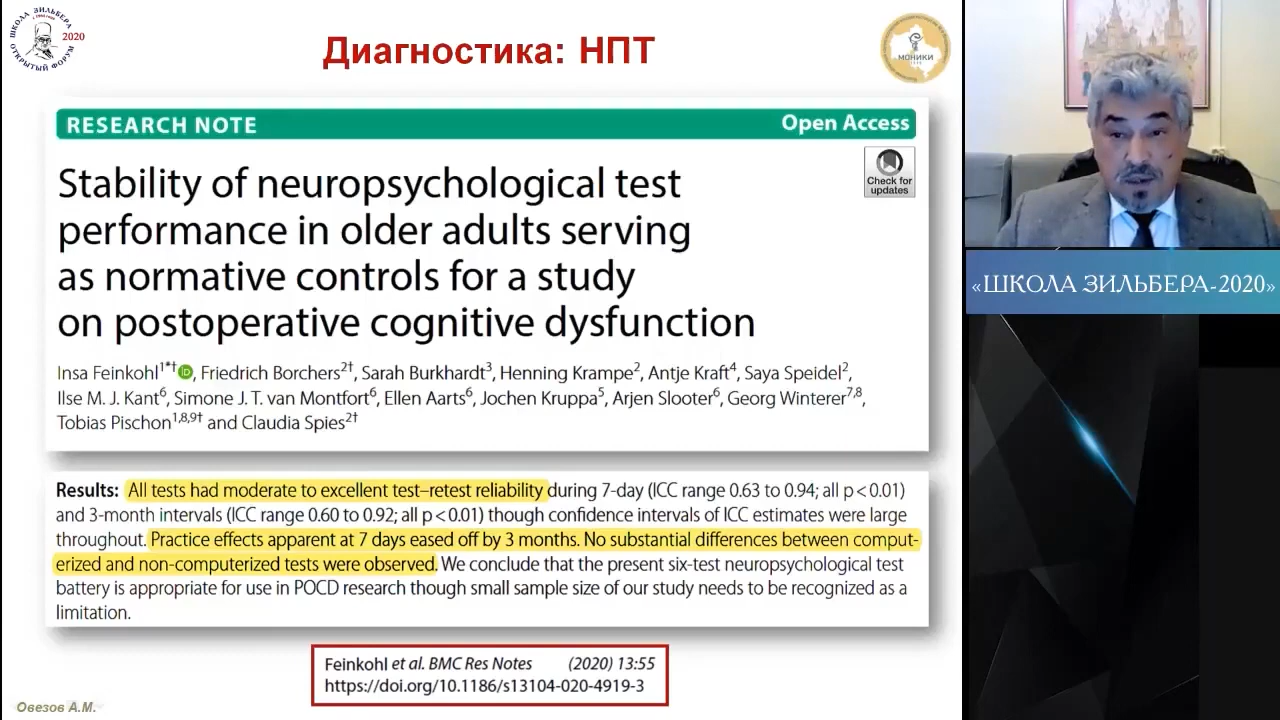 ШКОЛА ЗИЛЬБЕРА
ОТКРЫТЫЙ ФОРУМ
2020
Диагностика: НПТ
МОНИКИ
RESEARCH NOTE
Open Access
Check for
updates
Stability of neuropsychological test
performance in older adults serving
as normative controls for a study
on postoperative cognitive dysfunction
Insa Feinkohl1*†iD, Friedrich Borchers2†, Sarah Burkhardt3, Henning Krampe2, Antje Kraft4, Saya Speidel2,
Ilse M. J. Kant6, Simone J. T. van Montfort6, Ellen Aarts6, Jochen Kruppa5, Arjen Slooter6, Georg Winterer7,8,
Tobias Pischon1,8,9† and Claudia Spies2†
Results: All tests had moderate to excellent test–retest reliability during 7-day (ICC range 0.63 to 0.94; all p < 0.01)
and 3-month intervals (ICC range 0.60 to 0.92; all p < 0.01) though confidence intervals of ICC estimates were large
throughout. Practice effects apparent at 7 days eased off by 3 months. No substantial differences between comput-
erized and non-computerized tests were observed. We conclude that the present six-test neuropsychological test
battery is appropriate for use in POCD research though small sample size of our study needs to be recognized as a
limitation.
Feinkohl et al. BMC Res Notes (2020) 13:55
https://doi.org/10.1186/s13104-020-4919-3
Овезов А.М.
«ШКОЛА ЗИЛЬБЕРА-2020»